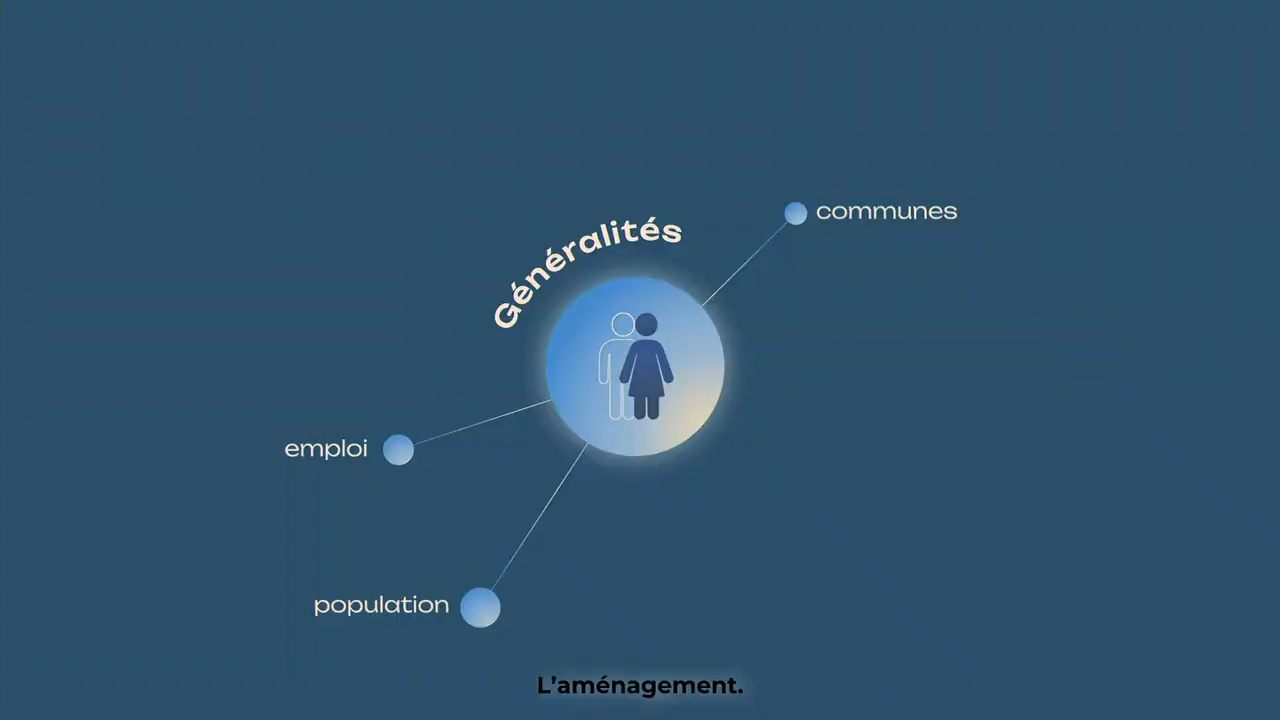 communes
Généralités
emploi
population
L'aménagement.